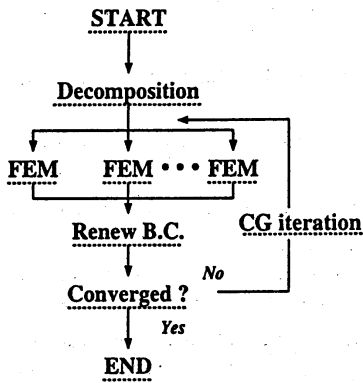 START
Decomposition
FEM FEM • • • FEM
Renew B.C.
CG iteration
No
Converged ?
Yes
END